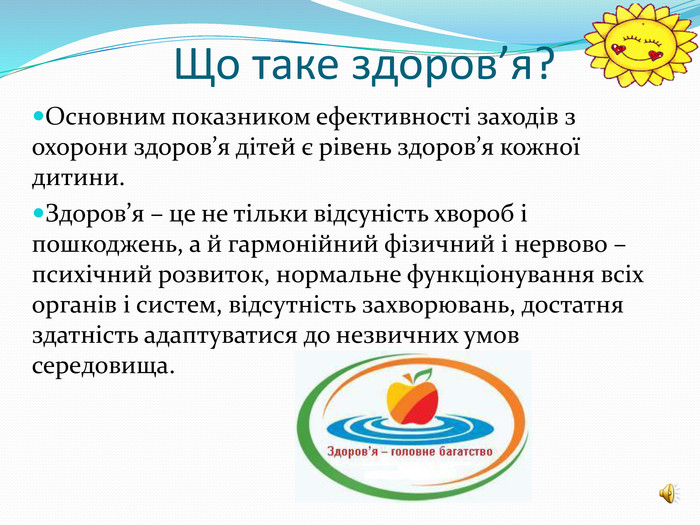 Що таке здоров’я?
Основним показником ефективності заходів з
охорони здоров’я дітей є рівень здоров’я кожної
дитини.
Здоров’я – це не тільки відсуність хвороб і
пошкоджень, а й гармонійний фізичний і нервово –
психічний розвиток, нормальне функціонування всіх
органів і систем, відсутність захворювань, достатня
здатність адаптуватися до незвичних умов
середовища.
Здоров’я – головне багатство